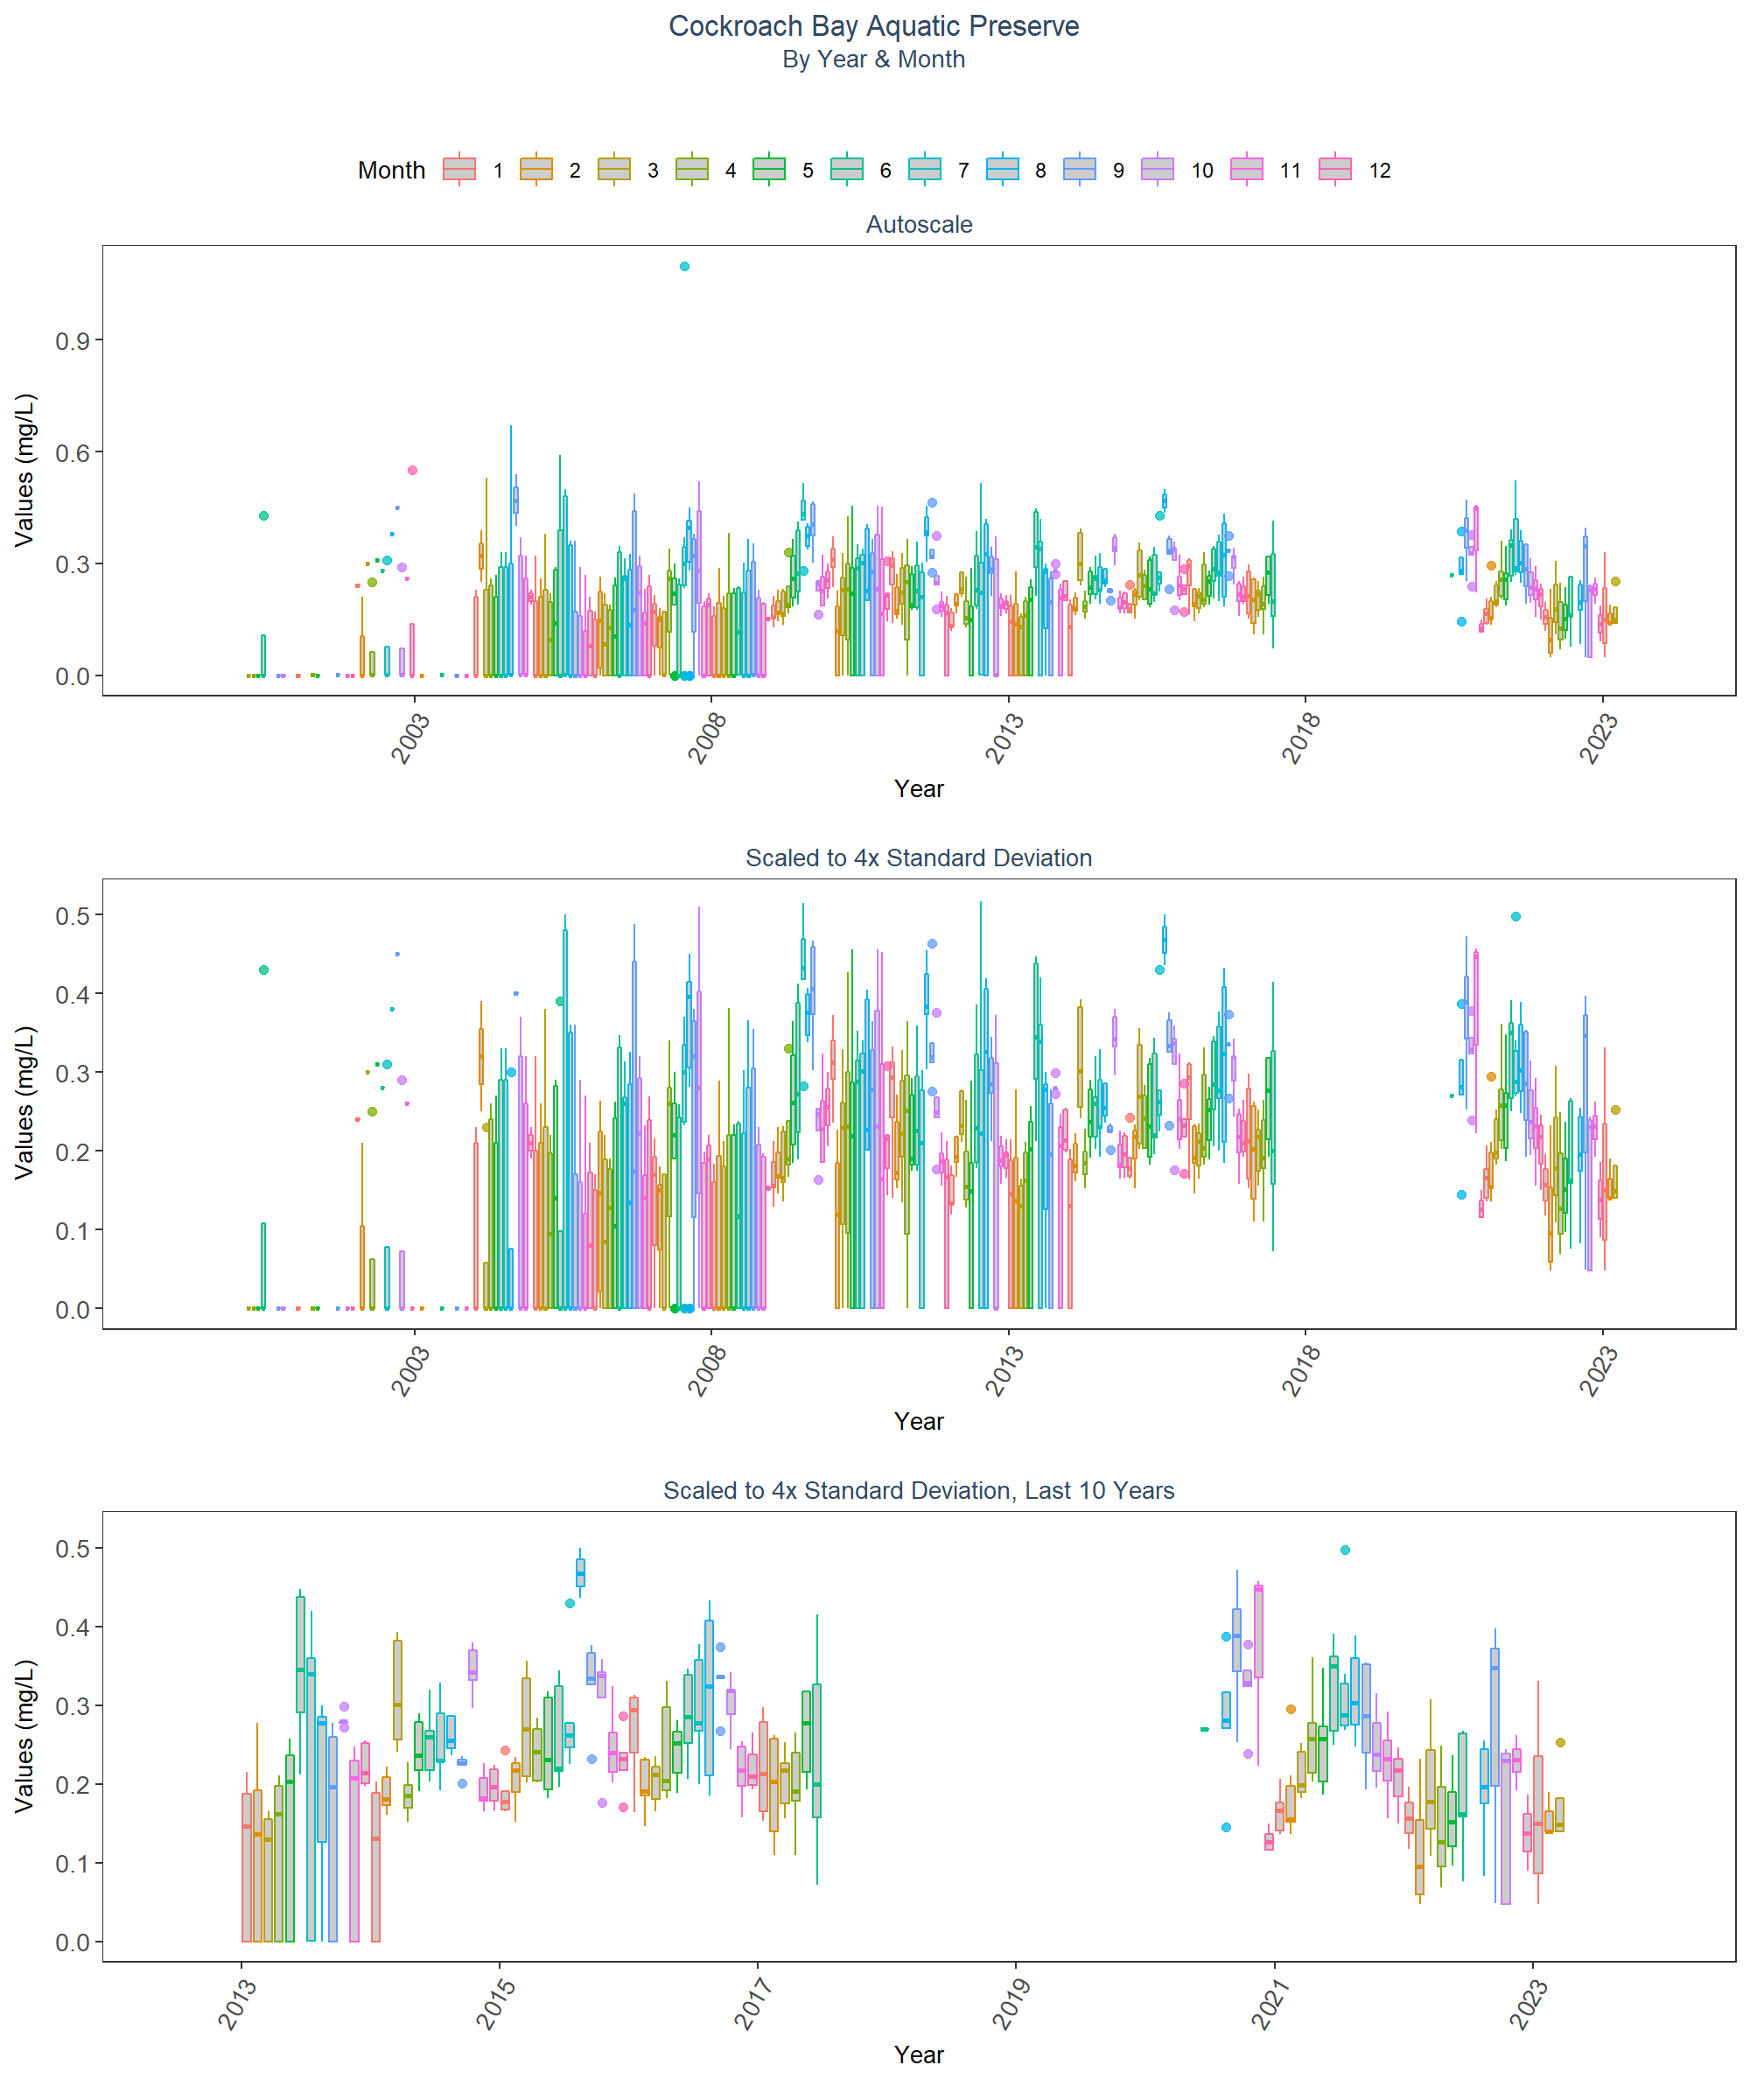 Cockroach Bay Aquatic Preserve
By Year & Month
Month 1 2 3 4 5 6 7 8 9 10 11 12
Autoscale
Values (mg/L)
0.9
0.6
0.3
0.0
2003 2008 2013 2018 2023
Year
Scaled to 4x Standard Deviation
Values (mg/L)
0.5
0.4
0.3
0.2
0.1
0.0
2003 2008 2013 2018 2023
Year
Scaled to 4x Standard Deviation, Last 10 Years
Values (mg/L)
0.5
0.4
0.3
0.2
0.1
0.0
2013 2015 2017 2019 2021 2023
Year